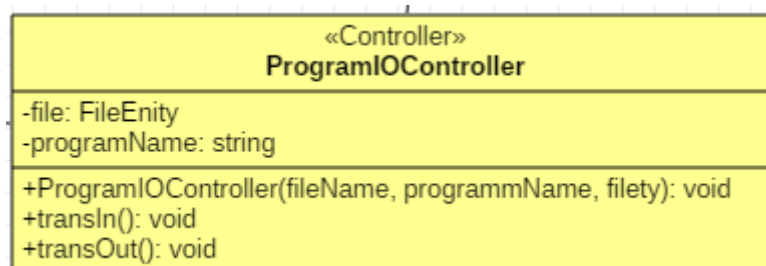 «Controller»
ProgramIOController
-file: FileEnity
-programName: string
+ProgramIOController(fileName, programmName, filety): void
+transIn(): void
+transOut(): void